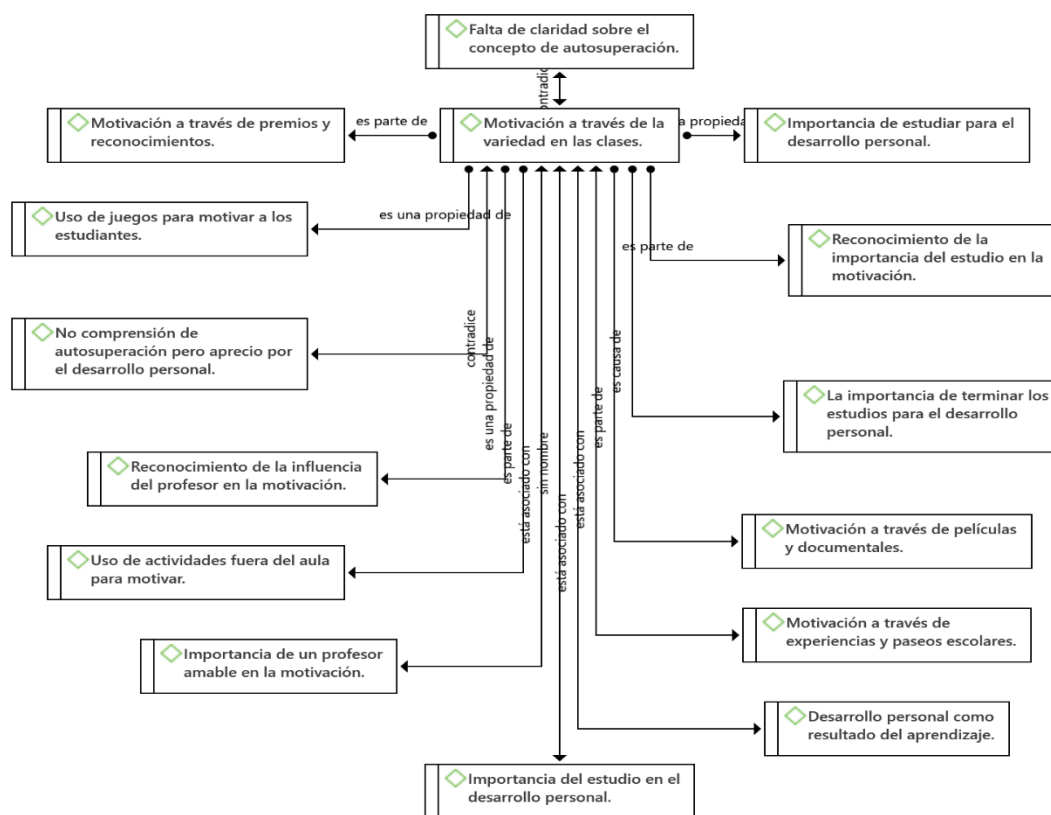 Falta de claridad sobre el
concepto de autosuperación.
contradice
Motivación a través de premios y
reconocimientos.
es parte de
Motivación a través de la
variedad en las clases.
a propieda
Importancia de estudiar para el
desarrollo personal.
Uso de juegos para motivar a los
estudiantes.
es una propiedad de
es parte de
Reconocimiento de la
importancia del estudio en la
motivación.
No comprensión de
autosuperación pero aprecio por
el desarrollo personal.
contradice
es una propiedad de
es parte de
está asociado con
sin nombre
está asociado con
está asociado con
es parte de
es causa de
La importancia de terminar los
estudios para el desarrollo
personal.
Reconocimiento de la influencia
del profesor en la motivación.
Motivación a través de películas
y documentales.
Uso de actividades fuera del aula
para motivar.
Motivación a través de
experiencias y paseos escolares.
Importancia de un profesor
amable en la motivación.
Desarrollo personal como
resultado del aprendizaje.
Importancia del estudio en el
desarrollo personal.